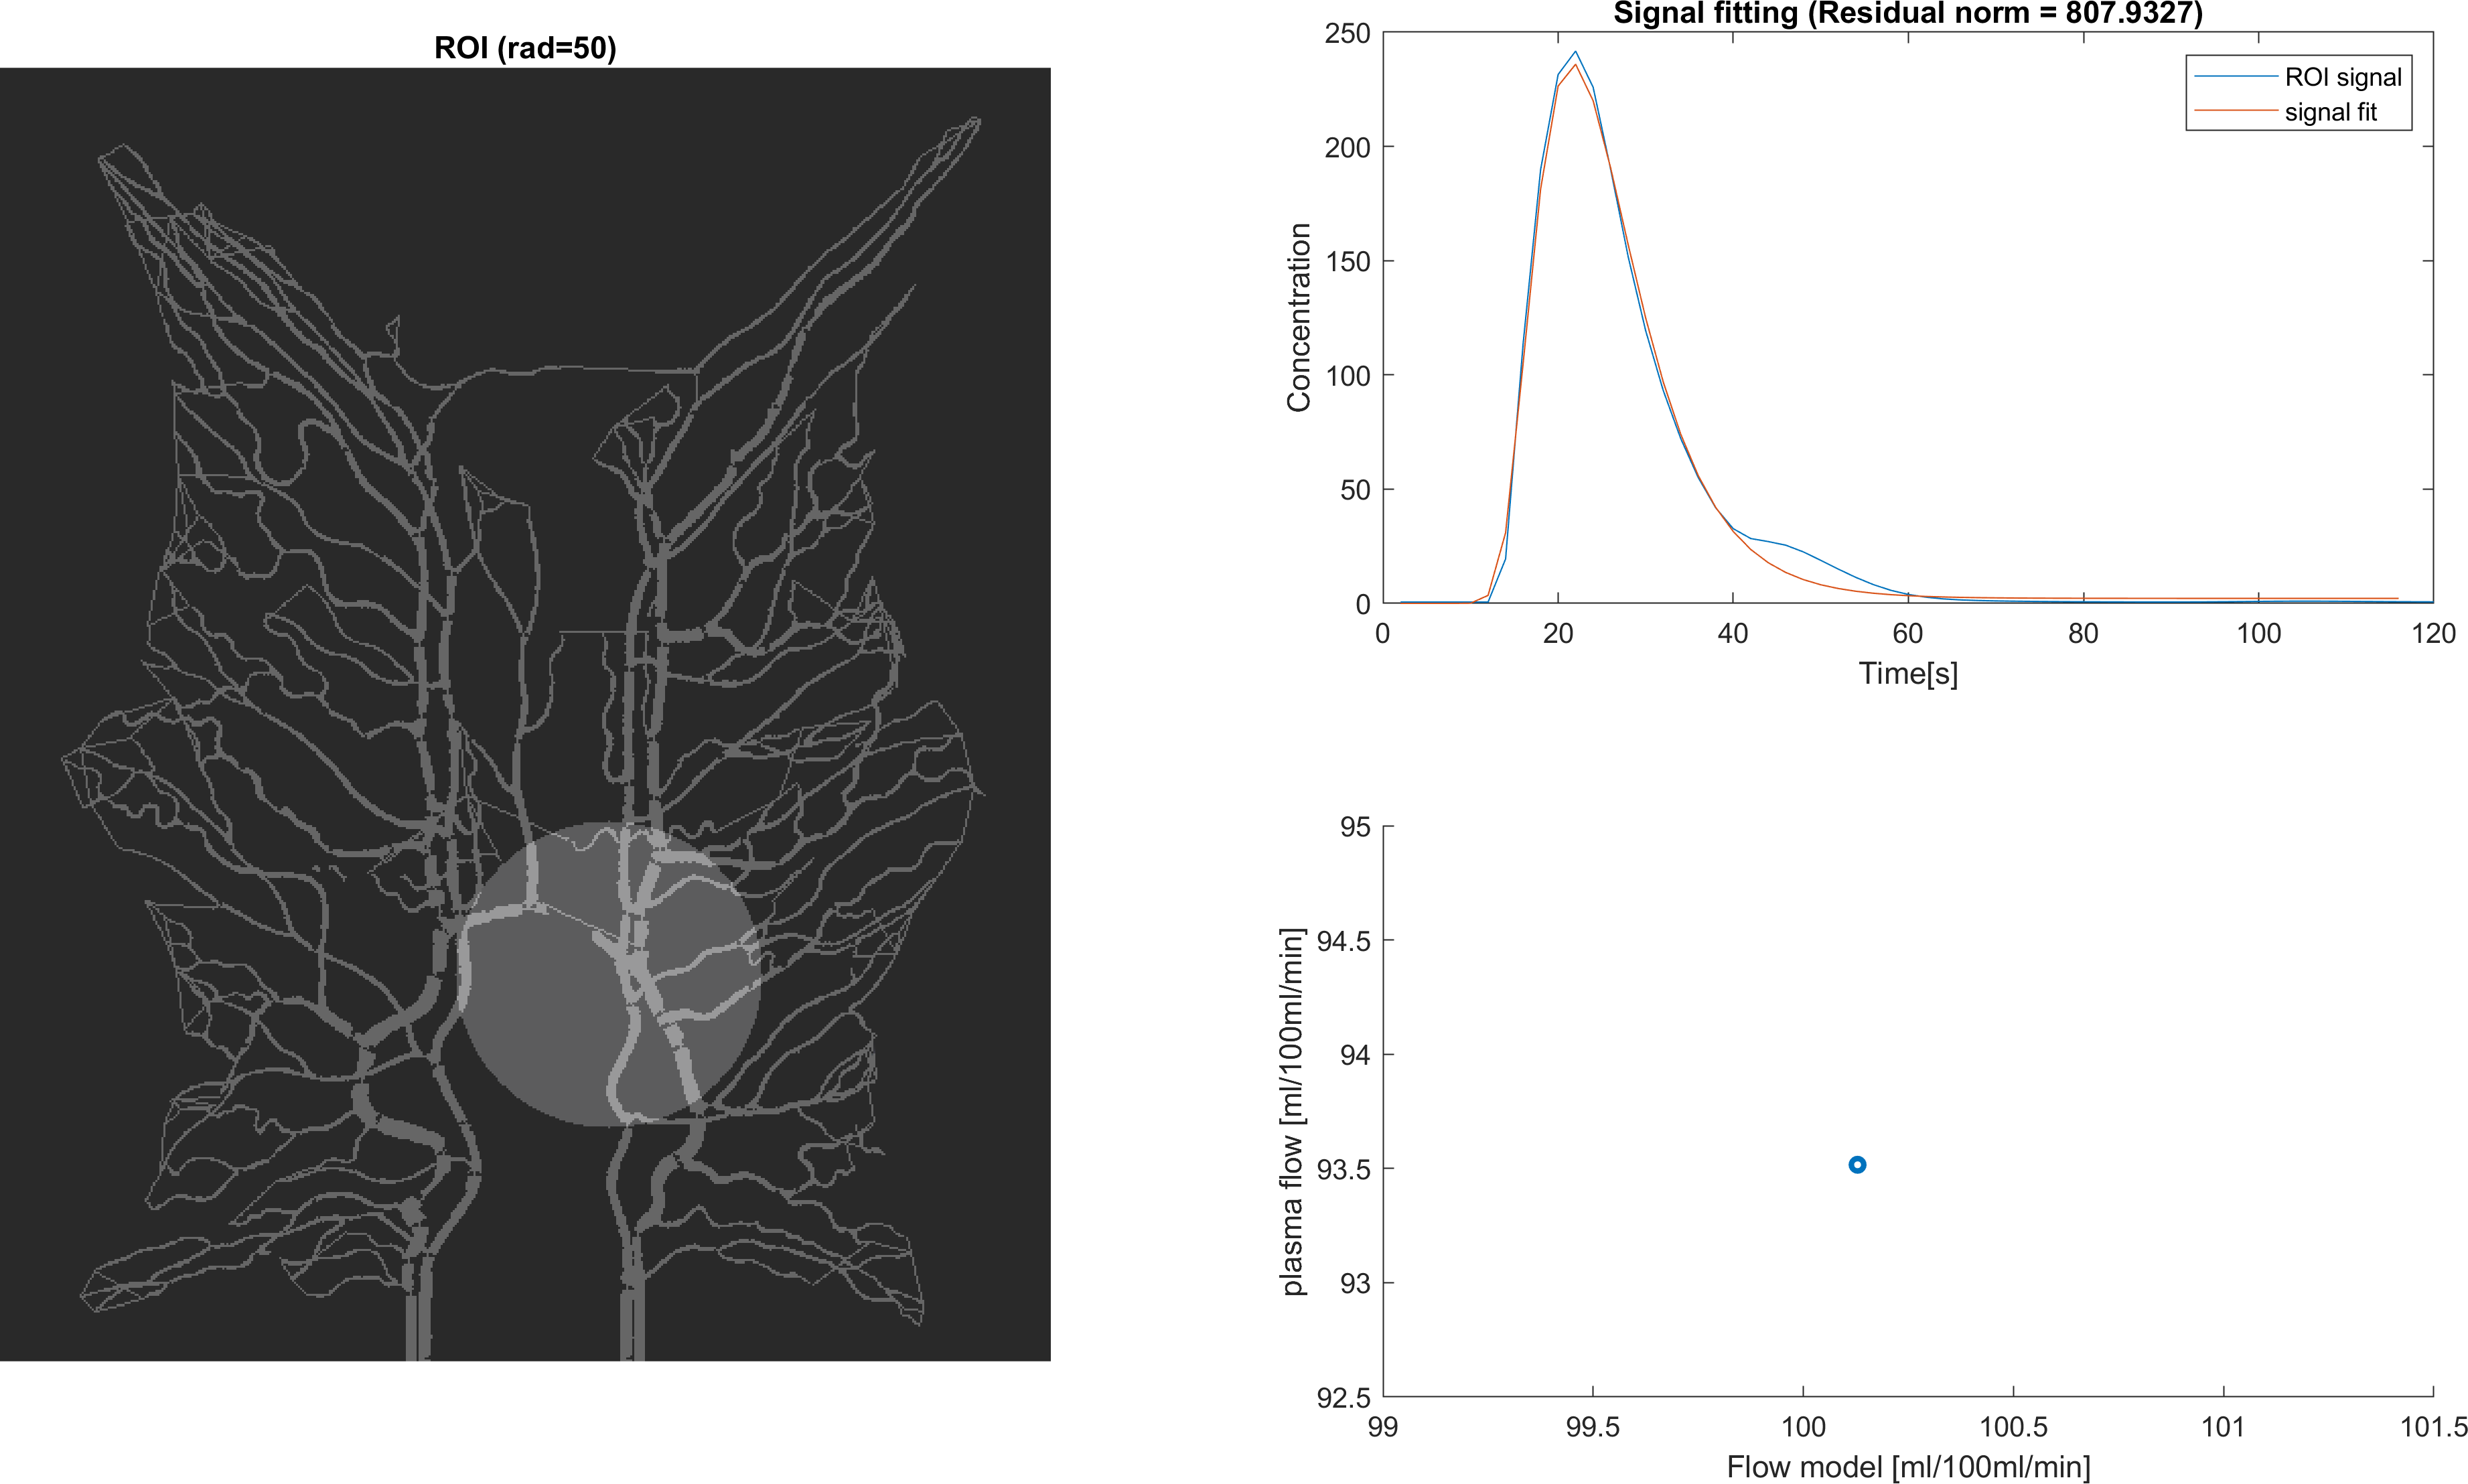 ROI (rad=50)
Signal fitting (Residual norm = 807.9327)
250
200
150
100
50
0
Concentration
ROI signal
signal fit
0 20 40 60 80 100 120
Time[s]
95
94.5
94
93.5
93
92.5
plasma flow [ml/100ml/min]
99 99.5 100 100.5 101 101.5
Flow model [ml/100ml/min]